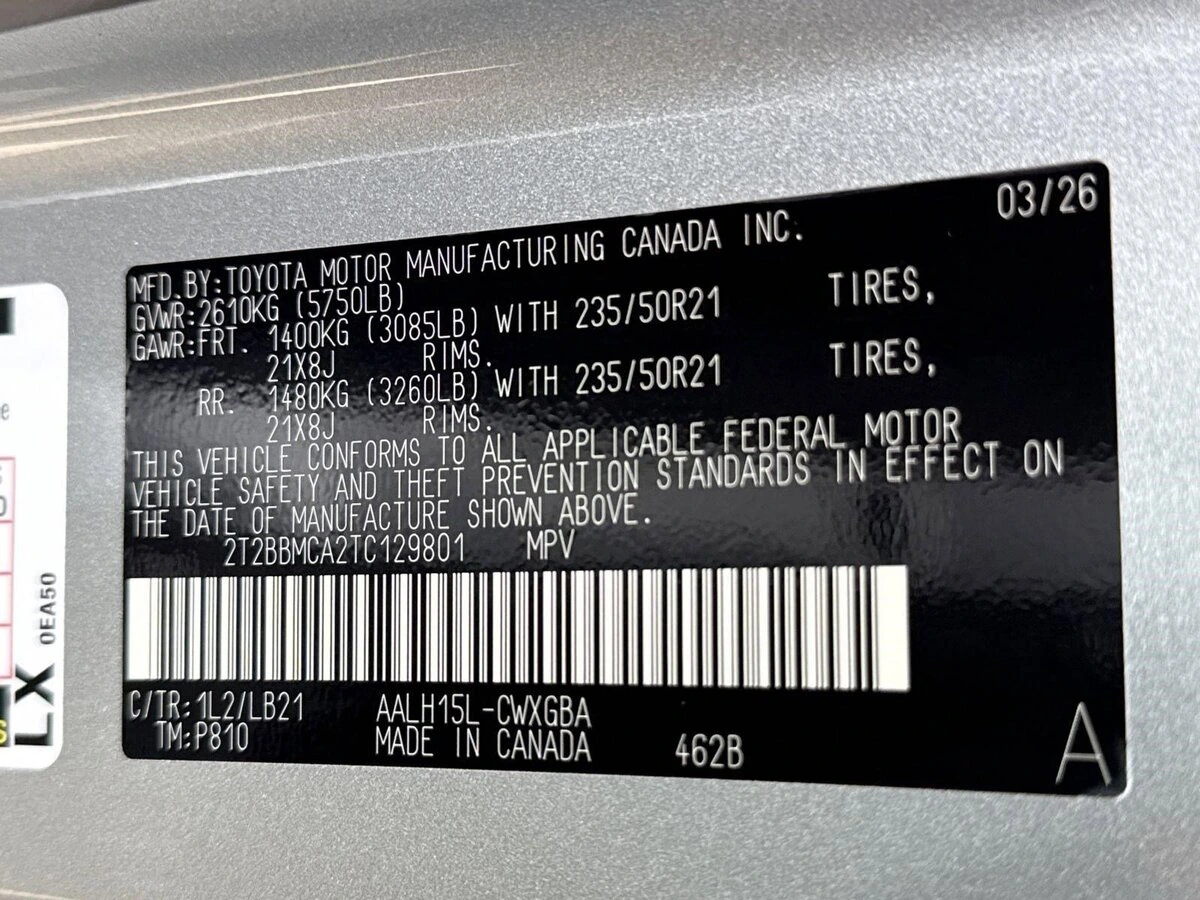 03/26
MFD.BY:TOYOTA MOTOR MANUFACTURING CANADA INC.
GVWR:2610KG (5750LB)
GAWR:FRT. 1400KG (3085LB) WITH 235/50R21 TIRES,
21X8J RIMS.
RR. 1480KG (3260LB) WITH 235/50R21 TIRES,
21X8J RIMS.
THIS VEHICLE CONFORMS TO ALL APPLICABLE FEDERAL MOTOR
VEHICLE SAFETY AND THEFT PREVENTION STANDARDS IN EFFECT ON
THE DATE OF MANUFACTURE SHOWN ABOVE.
2T2BBMCA2TC129801 MPV
C/TR:1L2/LB21 AALH15L-CWXGBA
TM:P810 MADE IN CANADA 462B
A
LX 0EA50